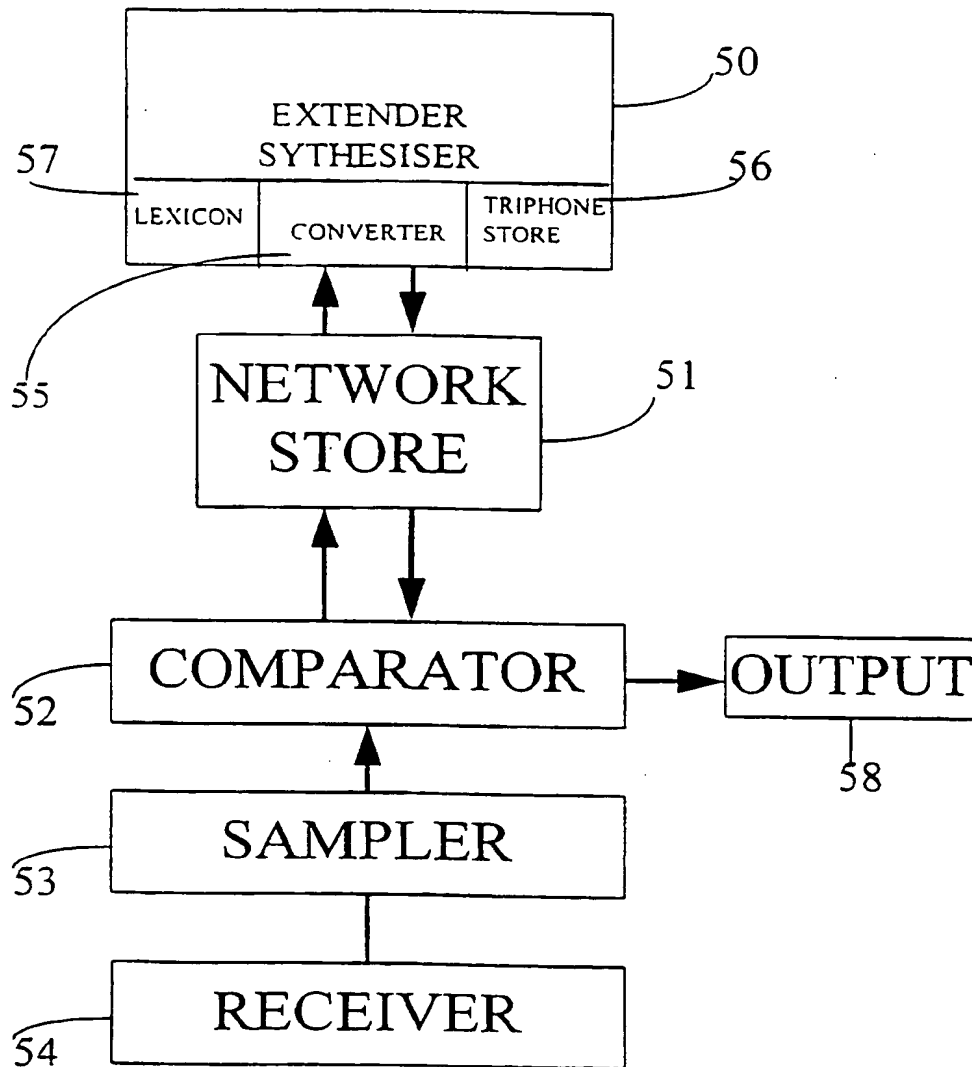 50
EXTENDER
SYTHESISER
57
56
LEXICON
CONVERTER
TRIPHONE
STORE
55
NETWORK
STORE
51
COMPARATOR
OUTPUT
52
58
SAMPLER
53
RECEIVER
54